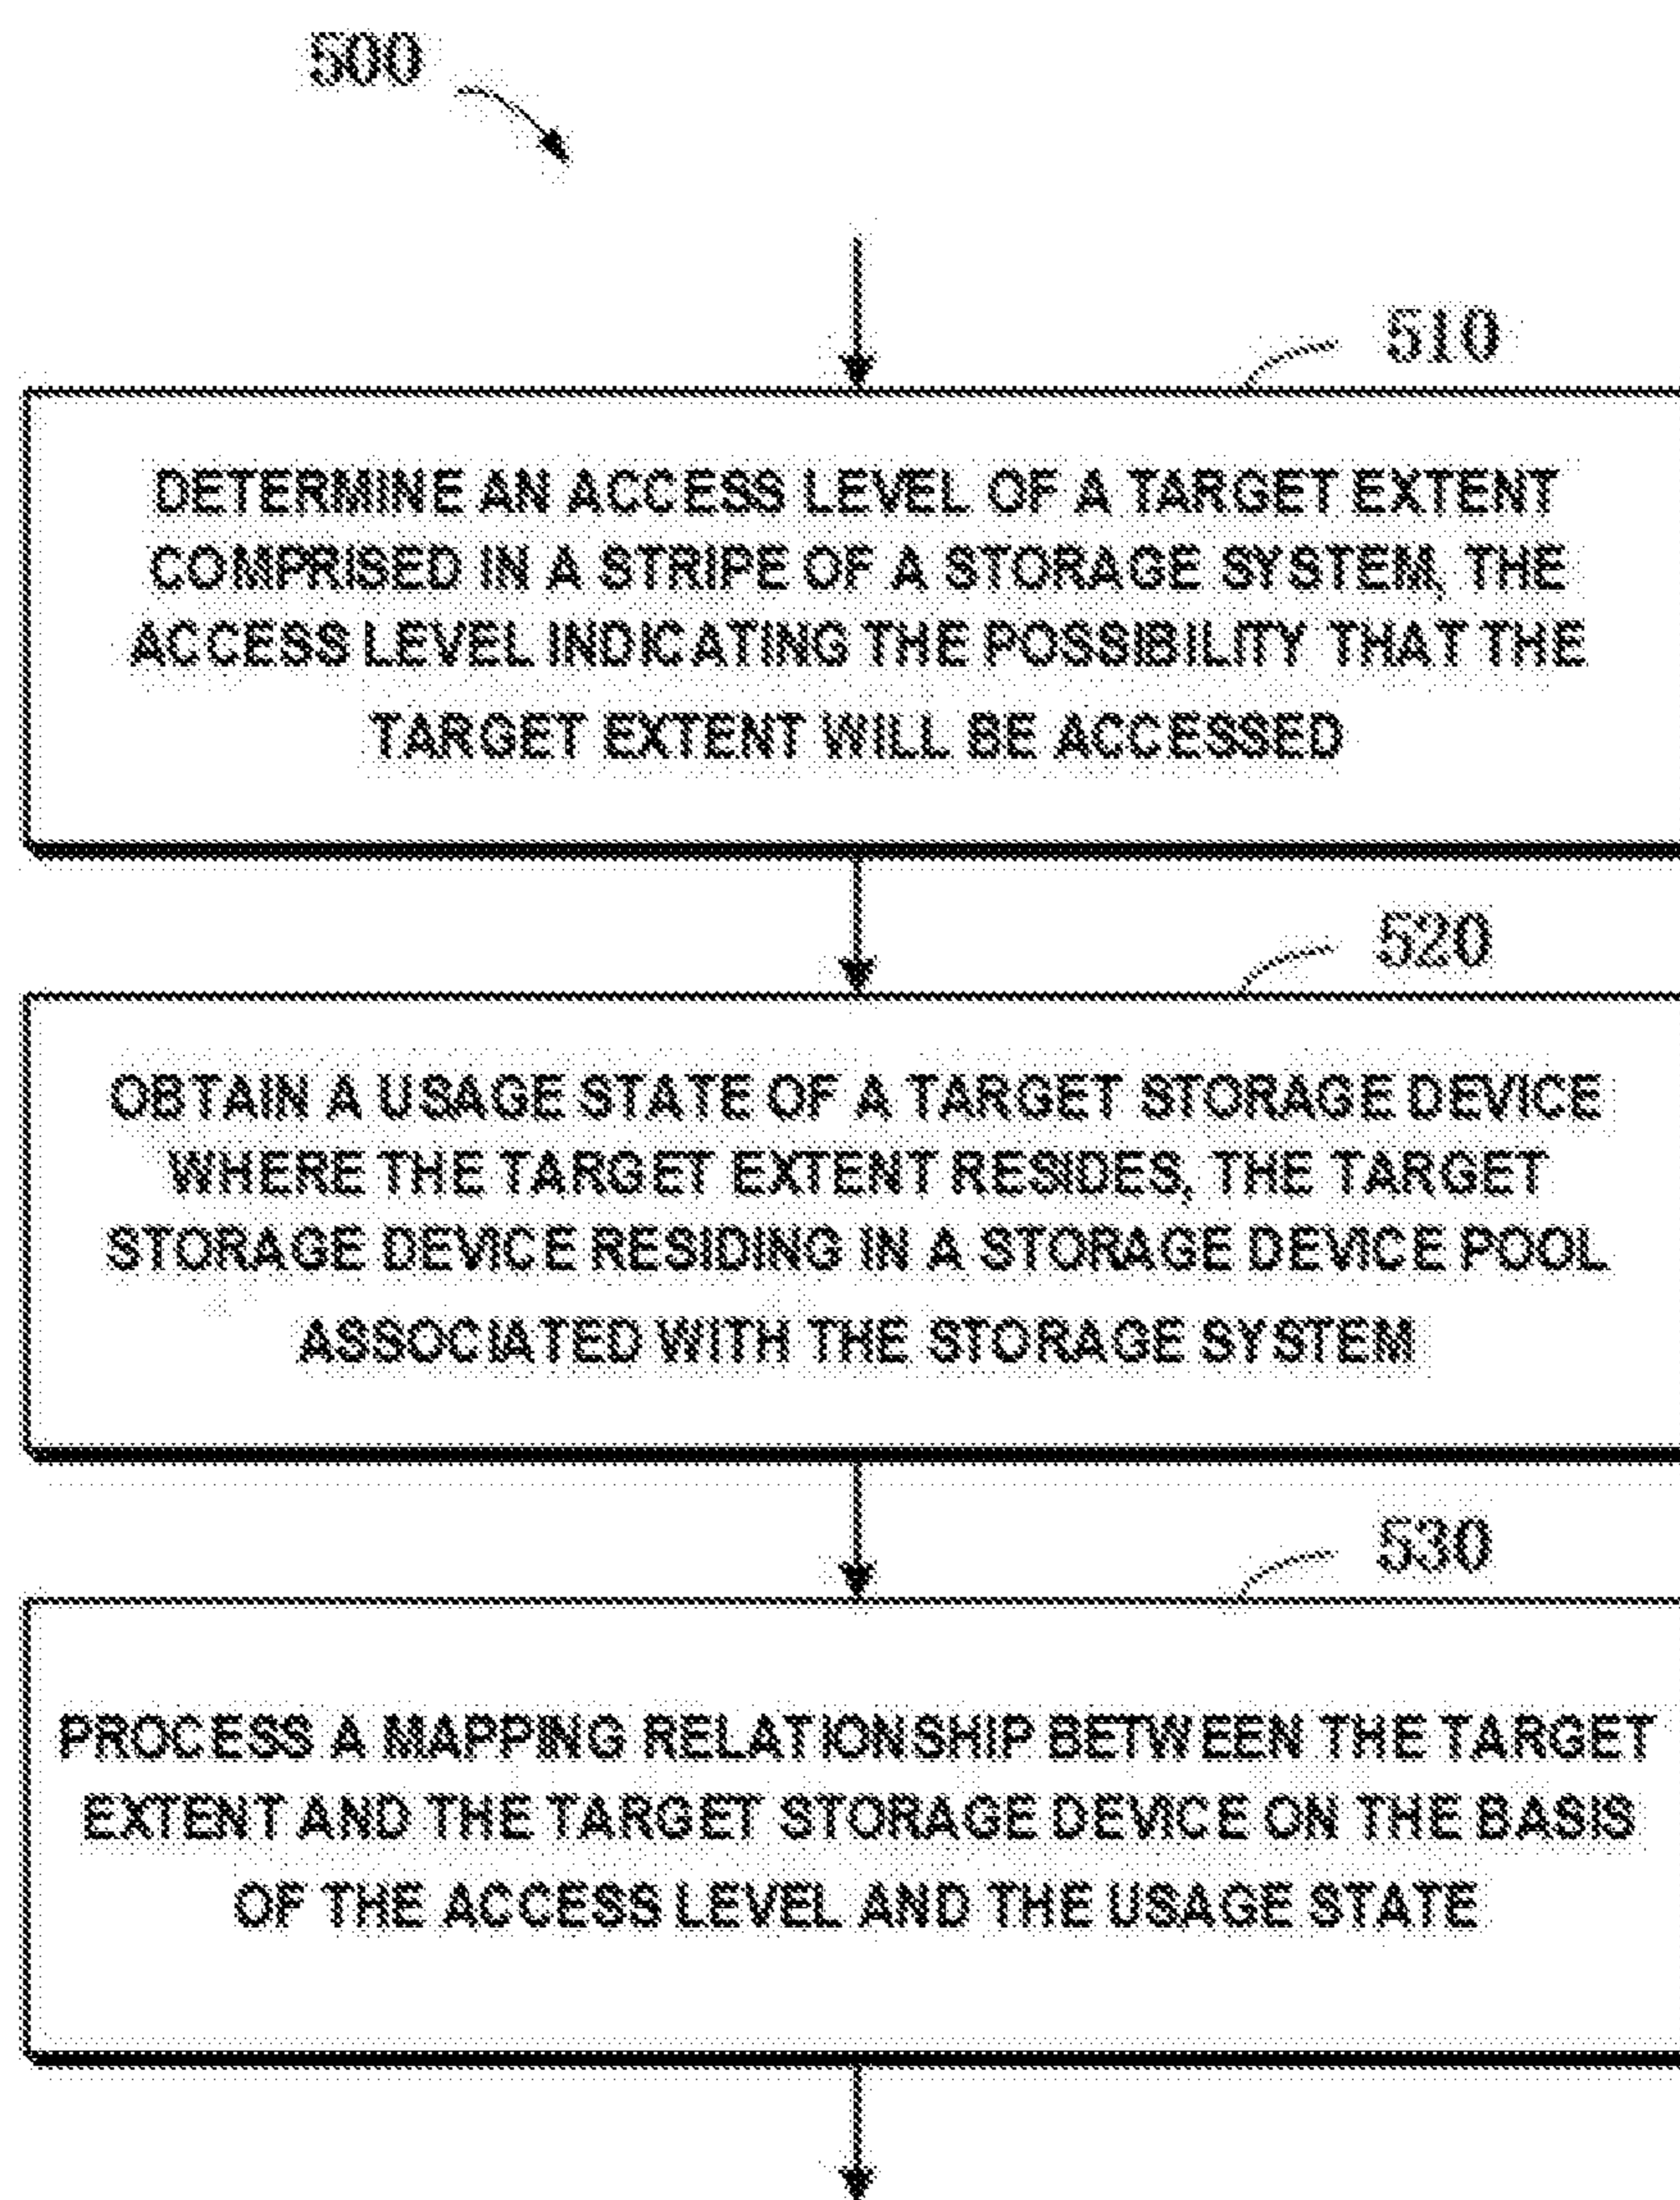 500
510
DETERMINE AN ACCESS LEVEL OF A TARGET EXTENT
COMPRISED IN A STRIPE OF A STORAGE SYSTEM, THE
ACCESS LEVEL INDICATING THE POSSIBILITY THAT THE
TARGET EXTENT WILL BE ACCESSED
520
OBTAIN A USAGE STATE OF A TARGET STORAGE DEVICE
WHERE THE TARGET EXTENT RESIDES, THE TARGET
STORAGE DEVICE RESIDING IN A STORAGE DEVICE POOL
ASSOCIATED WITH THE STORAGE SYSTEM
530
PROCESS A MAPPING RELATIONSHIP BETWEEN THE TARGET
EXTENT AND THE TARGET STORAGE DEVICE ON THE BASIS
OF THE ACCESS LEVEL AND THE USAGE STATE